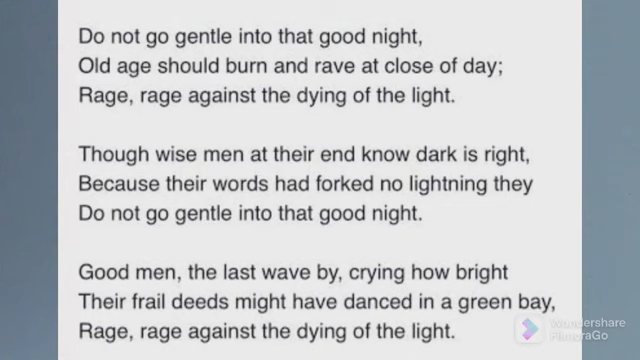 Do not go gentle into that good night,
Old age should burn and rave at close of day;
Rage, rage against the dying of the light.
Though wise men at their end know dark is right,
Because their words had forked no lightning they
Do not go gentle into that good night.
Good men, the last wave by, crying how bright
Their frail deeds might have danced in a green bay,
Rage, rage against the dying of the light.
Wondershare
FilmoraGo